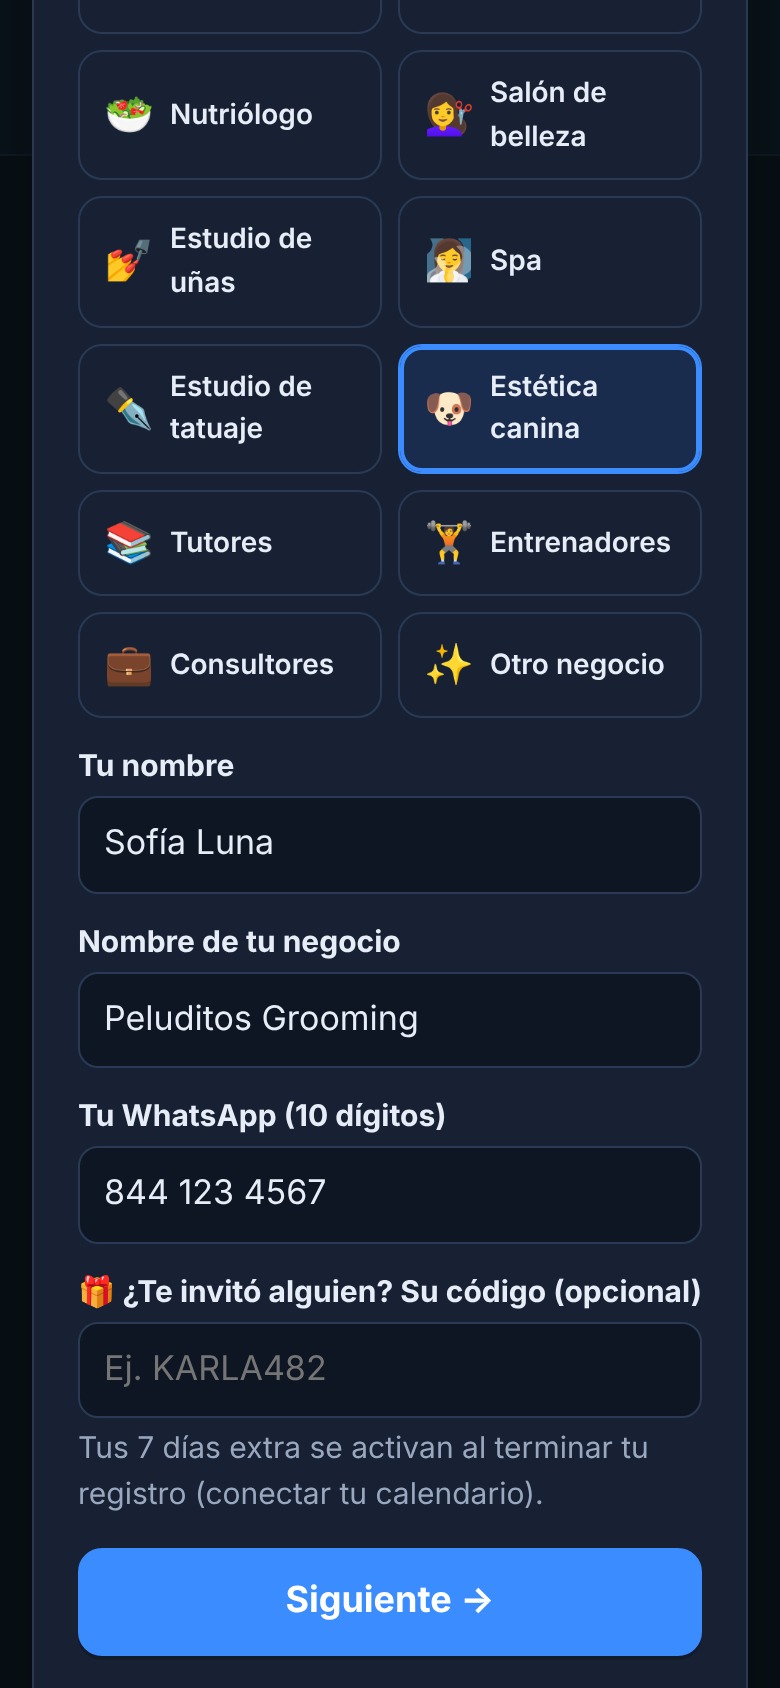 Nutriólogo
Salón de
belleza
Estudio de
uñas
Spa
Estudio de
tatuaje
Estética
canina
Tutores
Entrenadores
Consultores
Otro negocio
Tu nombre
Sofía Luna
Nombre de tu negocio
Peluditos Grooming
Tu WhatsApp (10 dígitos)
844 123 4567
🎁 ¿Te invitó alguien? Su código (opcional)
Ej. KARLA482
Tus 7 días extra se activan al terminar tu
registro (conectar tu calendario).
Siguiente →